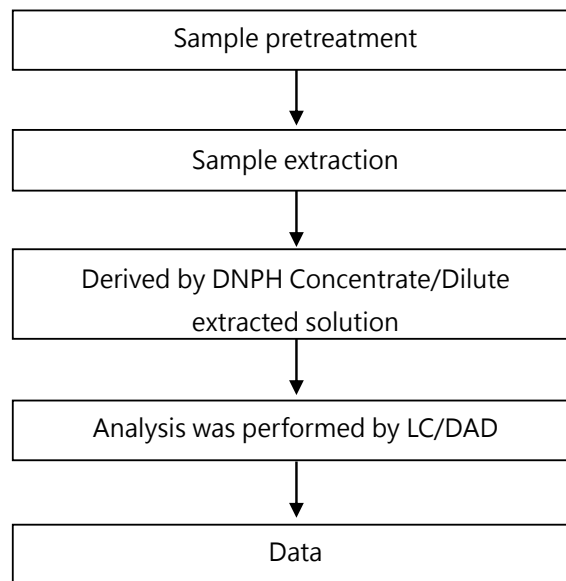 Sample pretreatment
Sample extraction
Derived by DNPH Concentrate/Dilute
extracted solution
Analysis was performed by LC/DAD
Data